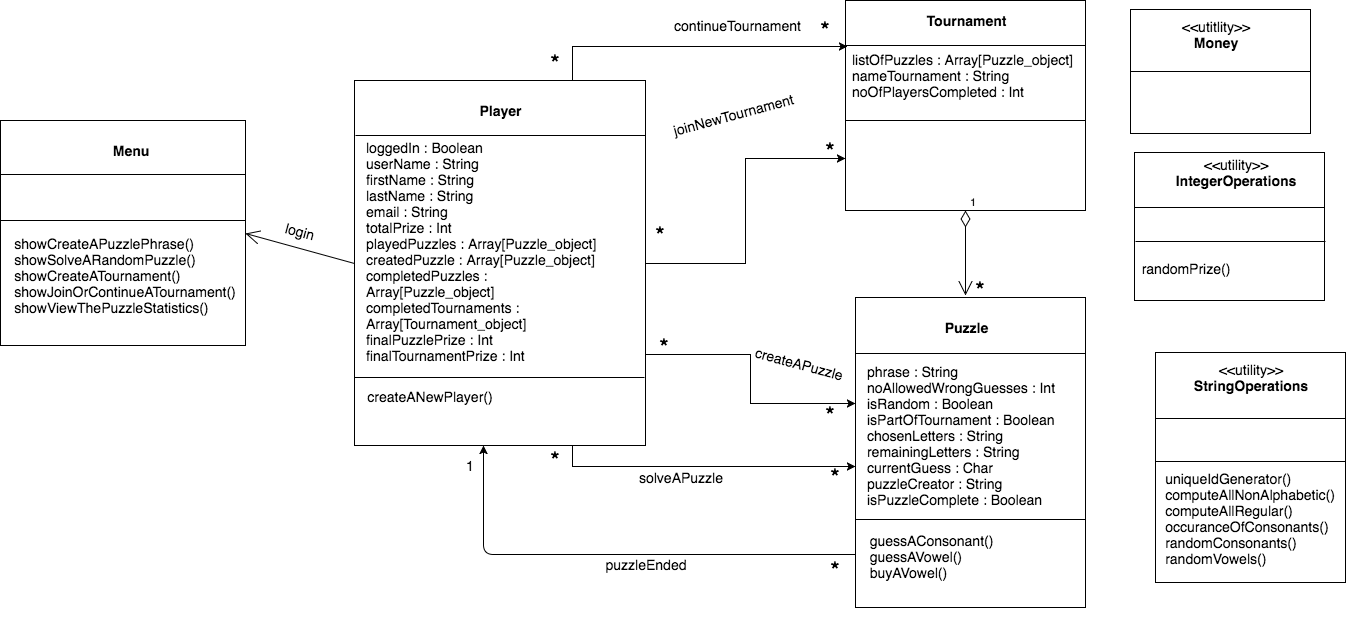 Menu
showCreateAPuzzlePhrase()
showSolveARandomPuzzle()
showCreateATournament()
showJoinOrContinueATournament()
showViewThePuzzleStatistics()
login
Player
loggedIn : Boolean
userName : String
firstName : String
lastName : String
email : String
totalPrize : Int
playedPuzzles : Array[Puzzle_object]
createdPuzzle : Array[Puzzle_object]
completedPuzzles :
Array[Puzzle_object]
completedTournaments :
Array[Tournament_object]
finalPuzzlePrize : Int
finalTournamentPrize : Int
createANewPlayer()
continueTournament
*
*
joinNewTournament
*
*
createAPuzzle
*
*
solveAPuzzle
*
*
puzzleEnded
1
*
Tournament
listOfPuzzles : Array[Puzzle_object]
nameTournament : String
noOfPlayersCompleted : Int
1
*
Puzzle
phrase : String
noAllowedWrongGuesses : Int
isRandom : Boolean
isPartOfTournament : Boolean
chosenLetters : String
remainingLetters : String
currentGuess : Char
puzzleCreator : String
isPuzzleComplete : Boolean
guessAConsonant()
guessAVowel()
buyAVowel()
<<utitlity>>
Money
<<utility>>
IntegerOperations
randomPrize()
<<utility>>
StringOperations
uniqueIdGenerator()
computeAllNonAlphabetic()
computeAllRegular()
occuranceOfConsonants()
randomConsonants()
randomVowels()